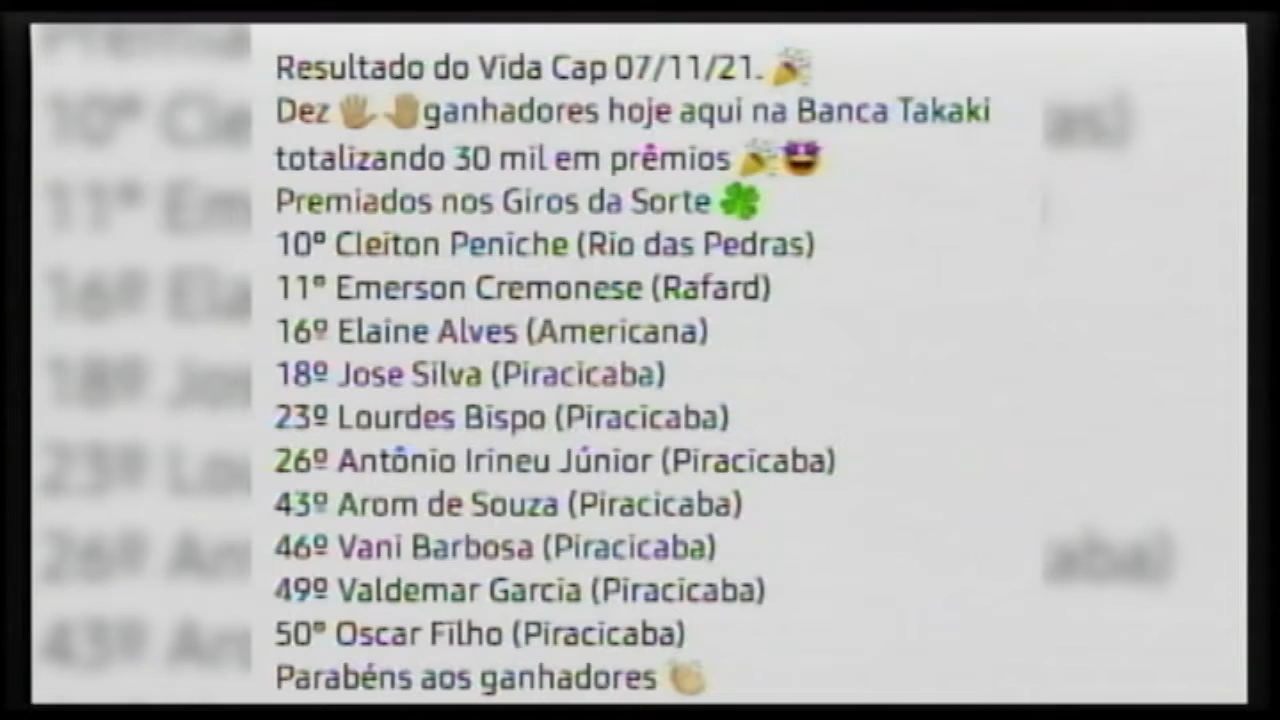 Resultado do Vida Cap 07/11/21. 🎉
Dez 🖐🤚ganhadores hoje aqui na Banca Takaki
totalizando 30 mil em prêmios 🎉🤩
Premiados nos Giros da Sorte 🍀
10º Cleiton Peniche (Rio das Pedras)
11° Emerson Cremonese (Rafard)
16º Elaine Alves (Americana)
18º Jose Silva (Piracicaba)
23º Lourdes Bispo (Piracicaba)
26º Antônio Irineu Júnior (Piracicaba)
43º Arom de Souza (Piracicaba)
46º Vani Barbosa (Piracicaba)
49º Valdemar Garcia (Piracicaba)
50° Oscar Filho (Piracicaba)
Parabéns aos ganhadores 👏